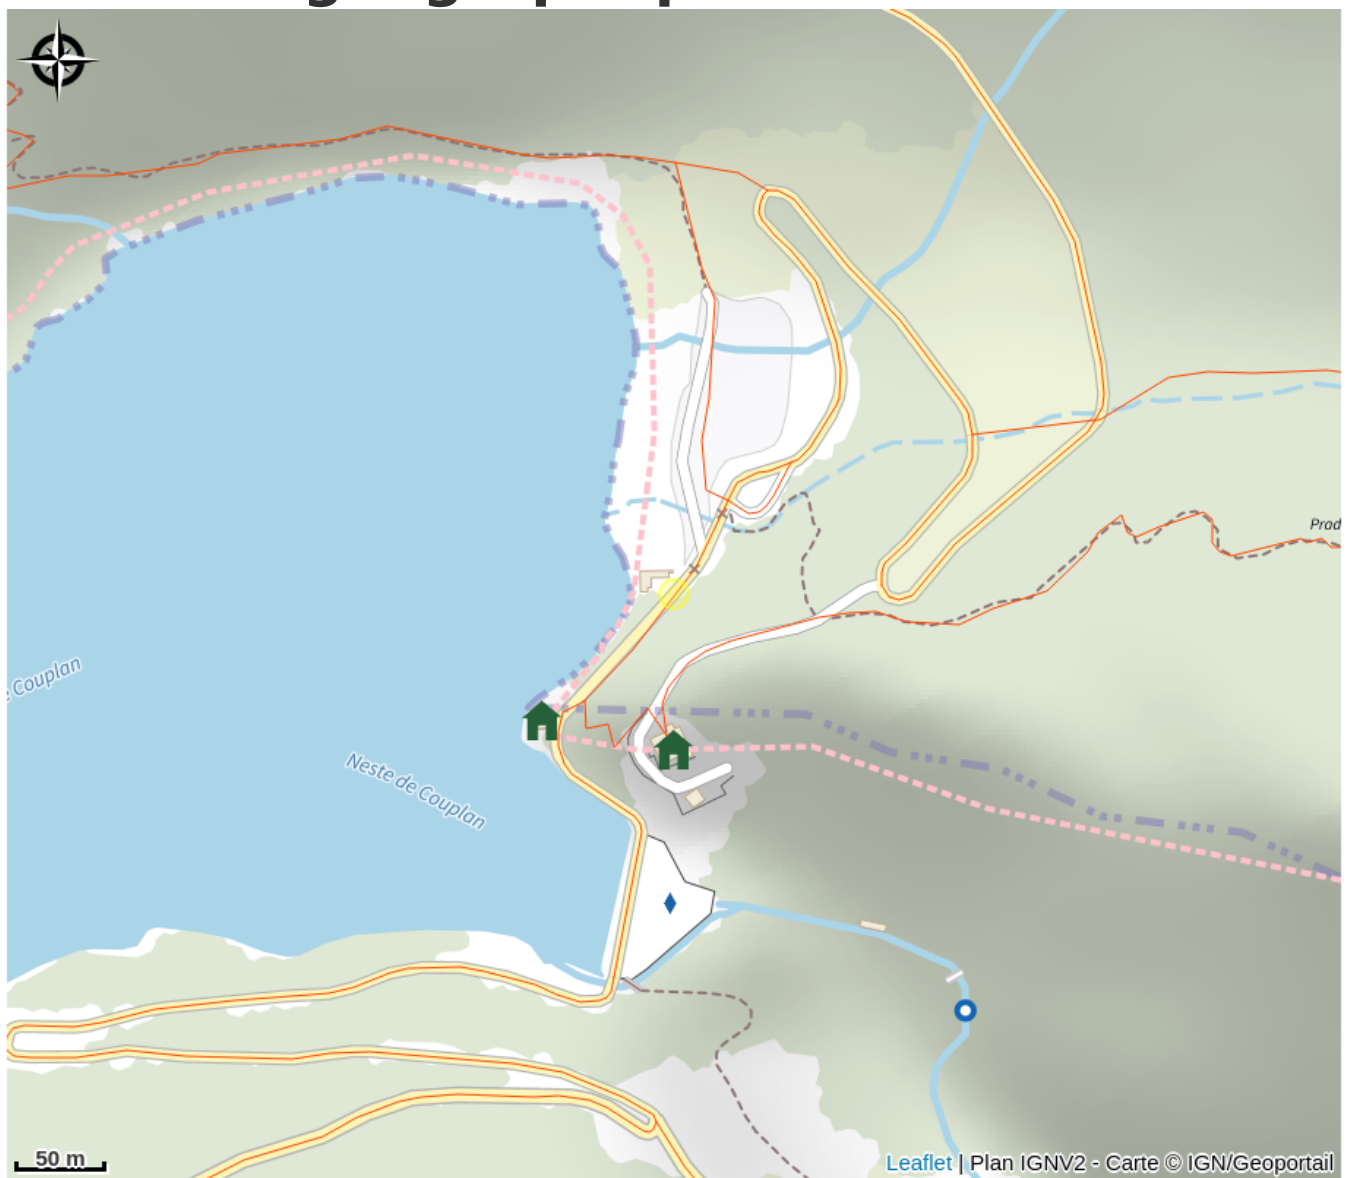 Prad
Couplan
Neste de Couplan
50 m
Leaflet | Plan IGNV2 - Carte © IGN/Geoportail